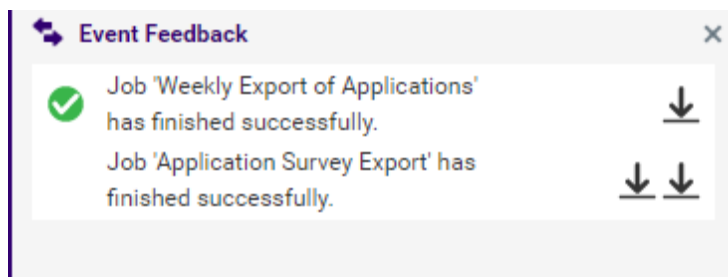 Event Feedback
Job 'Weekly Export of Applications'
has finished successfully.
Job 'Application Survey Export' has
finished successfully.